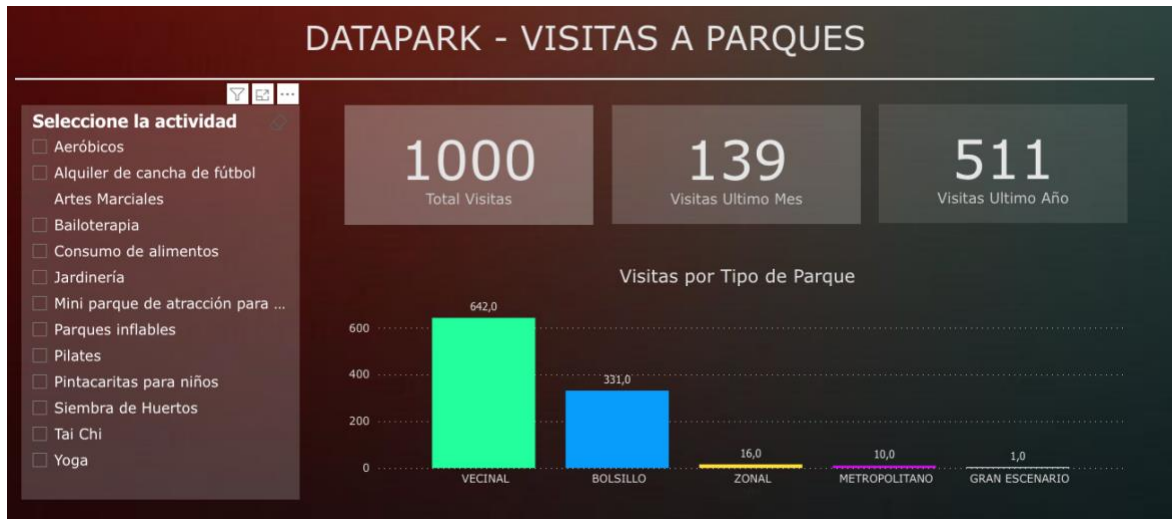 DATAPARK - VISITAS A PARQUES
Seleccione la actividad
Aeróbicos
Alquiler de cancha de fútbol
Artes Marciales
Bailoterapia
Consumo de alimentos
Jardinería
Mini parque de atracción para ...
Parques inflables
Pilates
Pintacaritas para niños
Siembra de Huertos
Tai Chi
Yoga
1000
Total Visitas
139
Visitas Ultimo Mes
511
Visitas Ultimo Año
Visitas por Tipo de Parque
600
400
200
0
642,0
331,0
16,0
10,0
1,0
VECINAL
BOLSILLO
ZONAL
METROPOLITANO
GRAN ESCENARIO